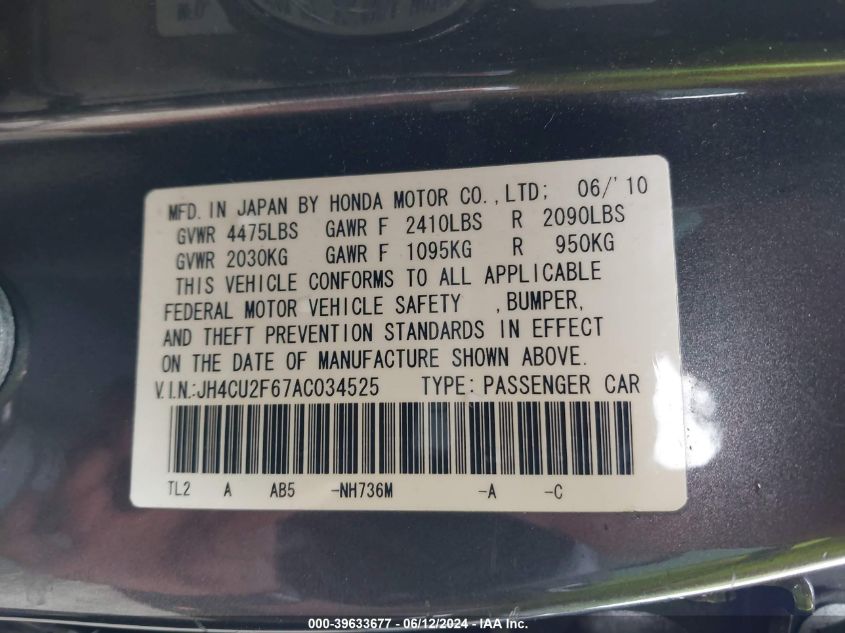 MFD. IN JAPAN BY HONDA MOTOR CO.,LTD; 06/'10
GVWR 4475LBS GAWR F 2410LBS R 2090LBS
GVWR 2030KG GAWR F 1095KG R 950KG
THIS VEHICLE CONFORMS TO ALL APPLICABLE
FEDERAL MOTOR VEHICLE SAFETY , BUMPER,
AND THEFT PREVENTION STANDARDS IN EFFECT
ON THE DATE OF MANUFACTURE SHOWN ABOVE.
V.I.N.:JH4CU2F67AC034525 TYPE: PASSENGER CAR
TL2 A AB5 -NH736M -A -C
000-39633677 - 06/12/2024 - IAA Inc.